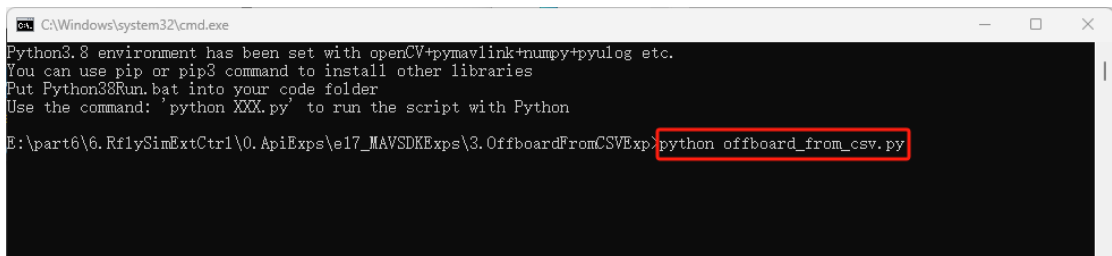 C:\Windows\system32\cmd.exe
Python3.8 environment has been set with openCV+pymavlink+numpy+pyulog etc.
You can use pip or pip3 command to install other libraries
Put Python38Run.bat into your code folder
Use the command: 'python XXX.py' to run the script with Python
E:\part6\6.RflySimExtCtrl\0.ApiExps\e17_MAVSDKExps\3.OffboardFromCSVExp>python offboard_from_csv.py